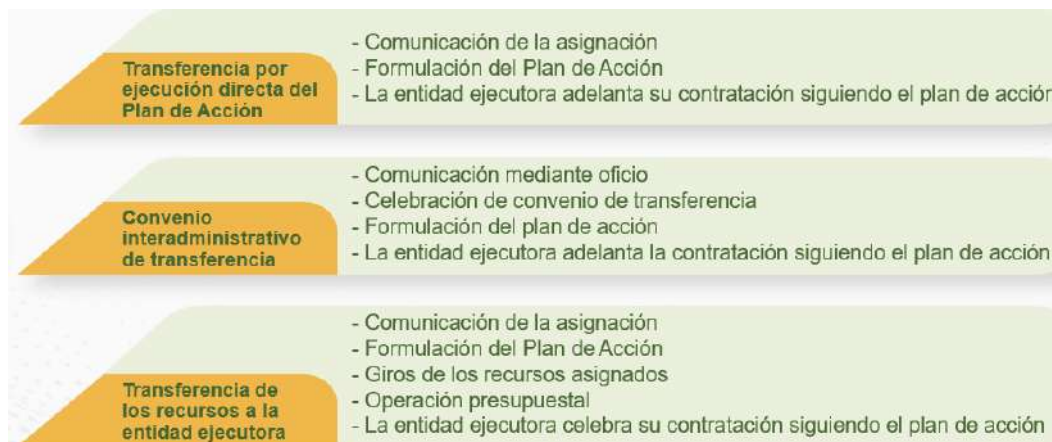 Transferencia por
ejecución directa del
Plan de Acción
- Comunicación de la asignación
- Formulación del Plan de Acción
- La entidad ejecutora adelanta su contratación siguiendo el plan de acción
Convenio
interadministrativo
de transferencia
- Comunicación mediante oficio
- Celebración de convenio de transferencia
- Formulación del plan de acción
- La entidad ejecutora adelanta la contratación siguiendo el plan de acción
Transferencia de
los recursos a la
entidad ejecutora
- Comunicación de la asignación
- Formulación del Plan de Acción
- Giros de los recursos asignados
- Operación presupuestal
- La entidad ejecutora celebra su contratación siguiendo el plan de acción